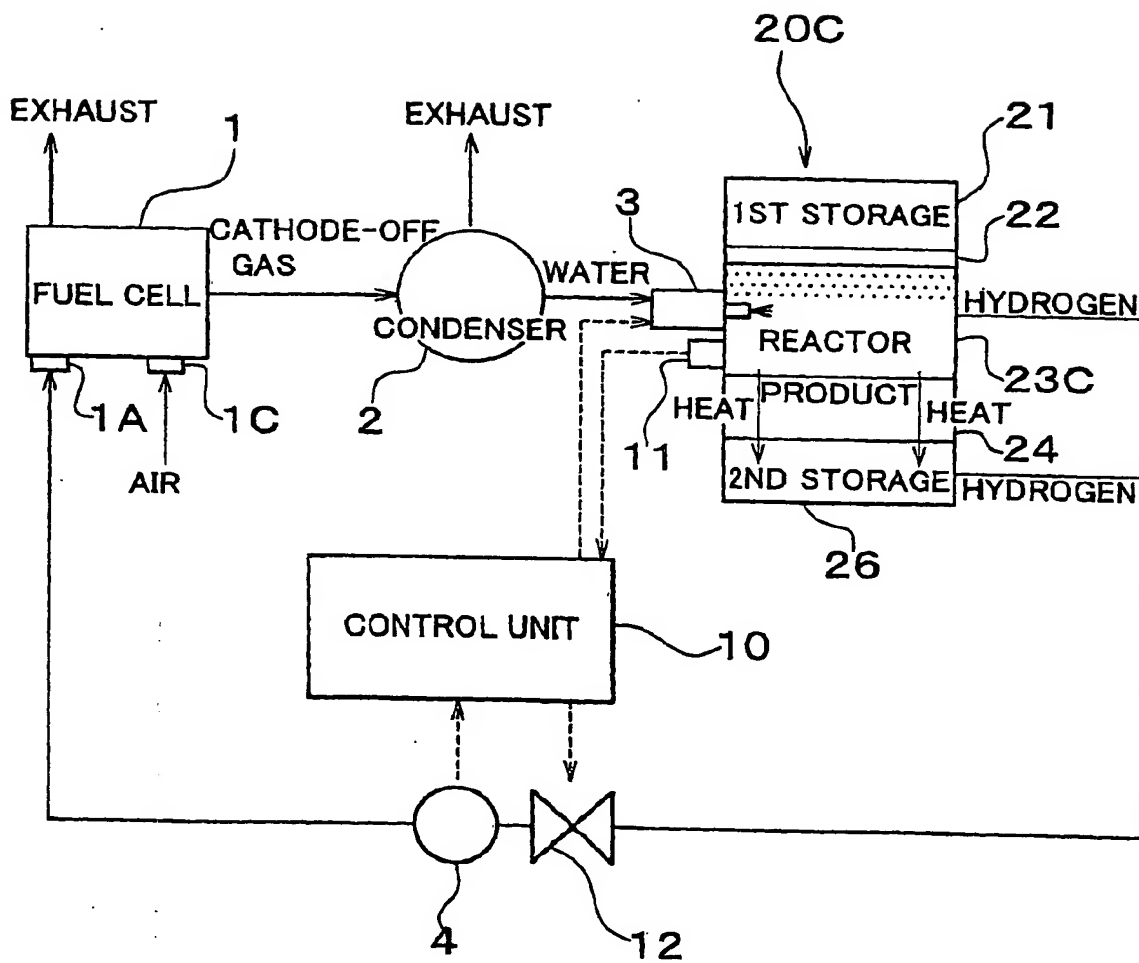 20C
EXHAUST
1
EXHAUST
21
3
1ST STORAGE
22
CATHODE-OFF
GAS
WATER
FUEL CELL
HYDROGEN
CONDENSER
REACTOR
2
11
23C
1A
1C
HEAT
PRODUCT
HEAT
24
AIR
2ND STORAGE
HYDROGEN
26
CONTROL UNIT
10
4
12